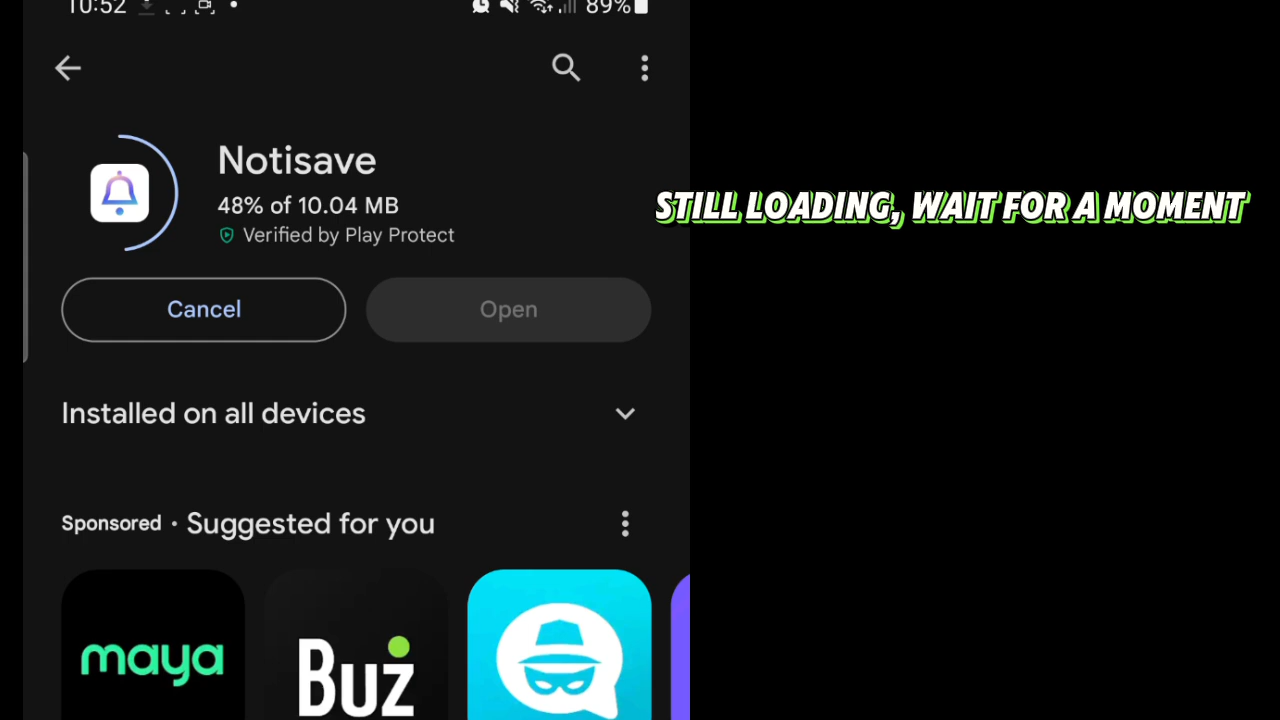 10:52
89%
Notisave
48% of 10.04 MB
Verified by Play Protect
STILL LOADING, WAIT FOR A MOMENT
Cancel
Open
Installed on all devices
Sponsored · Suggested for you
maya
Buz